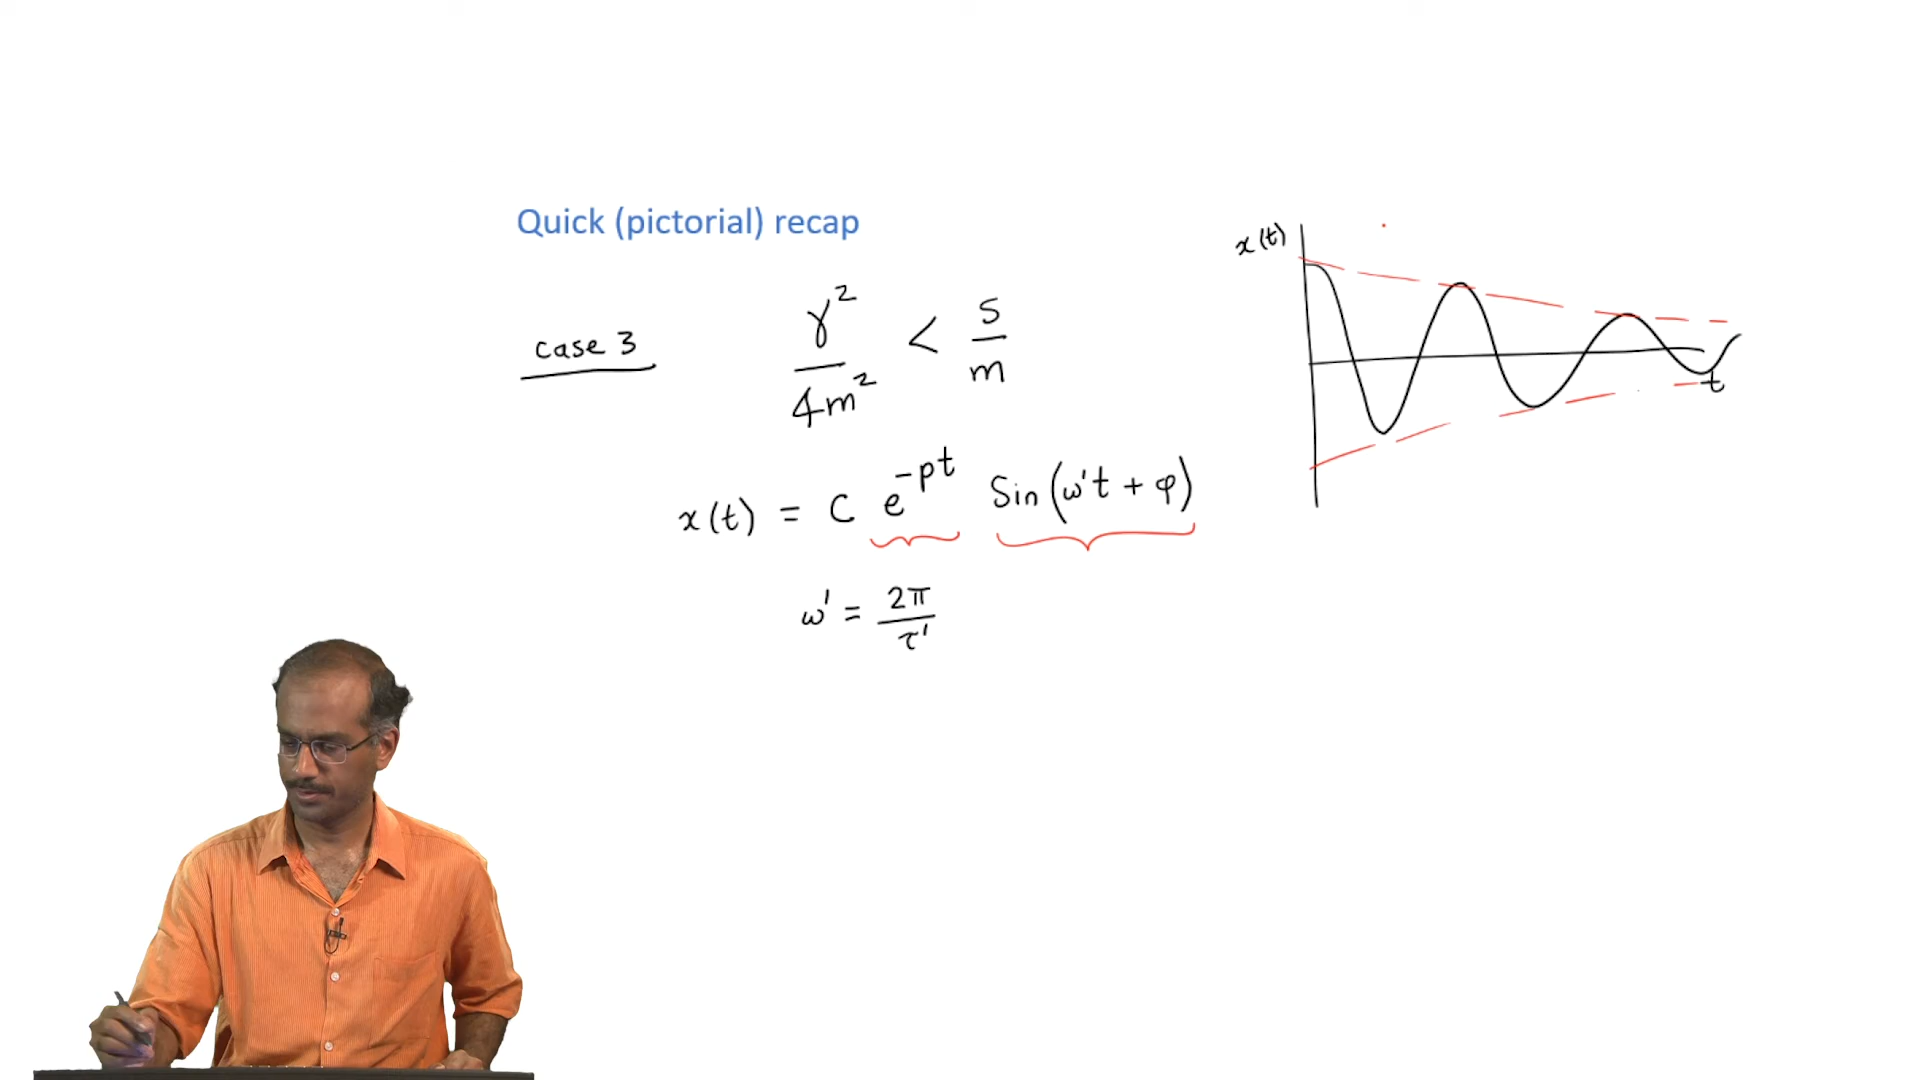 Quick (pictorial) recap
case 3
γ²/4m² < s/m
x(t) = C e^{-pt} Sin(ω't + φ)
ω' = 2π/τ'
x(t)
t